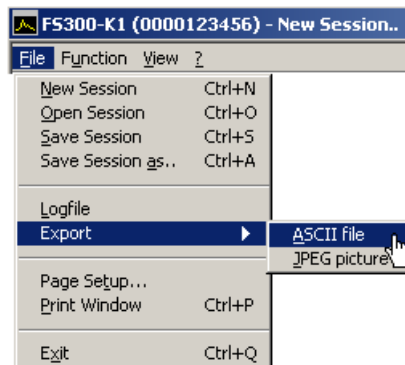 FS300-K1 (0000123456) - New Session..
File Function View ?
New Session Ctrl+N
Open Session Ctrl+O
Save Session Ctrl+S
Save Session as.. Ctrl+A
Logfile
Export
ASCII file
JPEG picture
Page Setup...
Print Window Ctrl+P
Exit Ctrl+Q